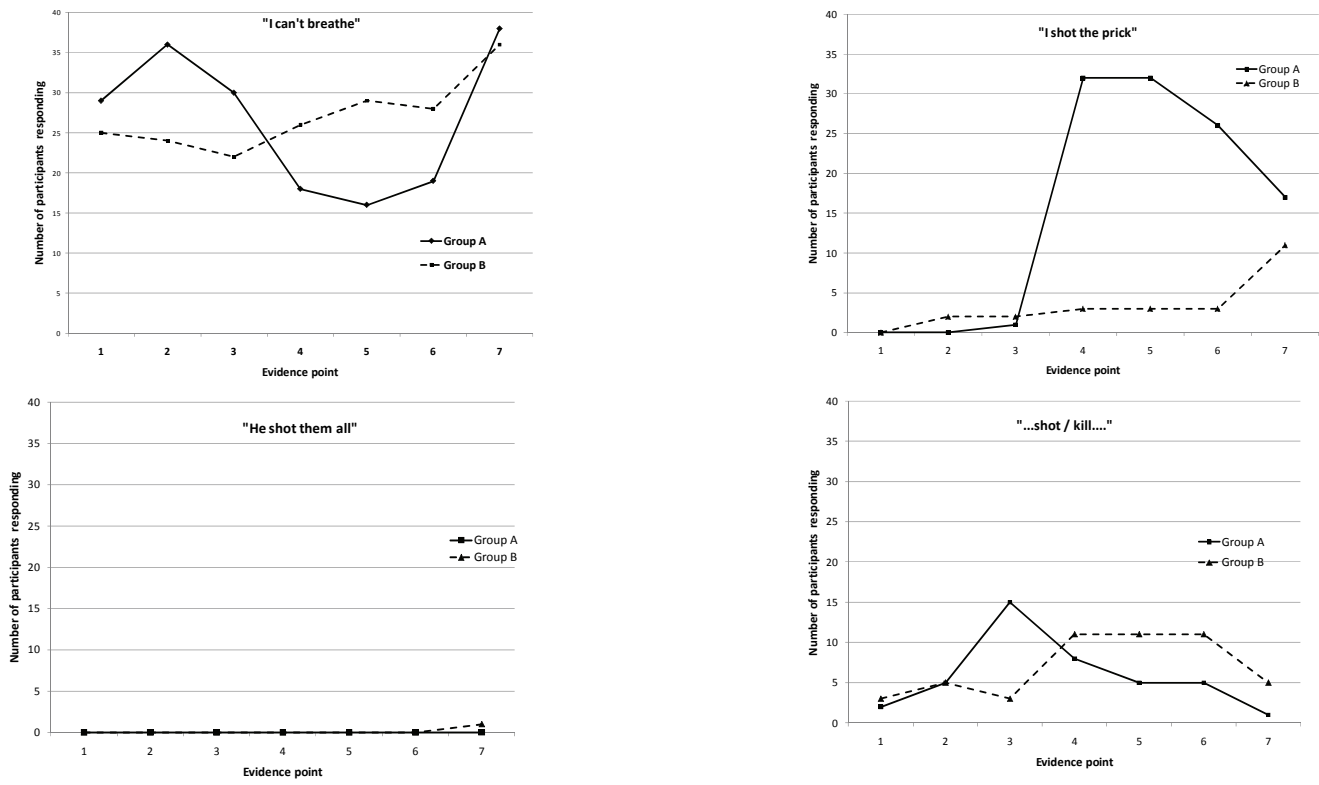 "I can't breathe"
Number of participants responding
40
35
30
25
20
15
10
5
0
1 2 3 4 5 6 7
Evidence point
Group A
Group B
"I shot the prick"
Number of participants responding
40
35
30
25
20
15
10
5
0
1 2 3 4 5 6 7
Evidence point
Group A
Group B
"He shot them all"
Number of participants responding
40
35
30
25
20
15
10
5
0
1 2 3 4 5 6 7
Evidence point
Group A
Group B
"...shot / kill...."
Number of participants responding
40
35
30
25
20
15
10
5
0
1 2 3 4 5 6 7
Evidence point
Group A
Group B